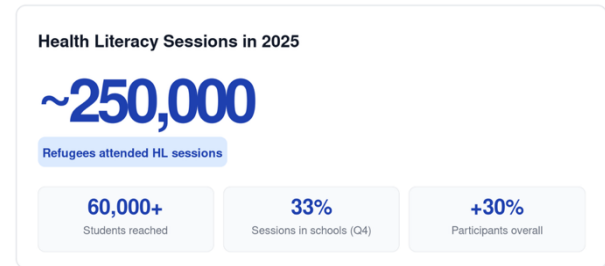 Health Literacy Sessions in 2025
~250,000
Refugees attended HL sessions
60,000+
Students reached
33%
Sessions in schools (Q4)
+30%
Participants overall